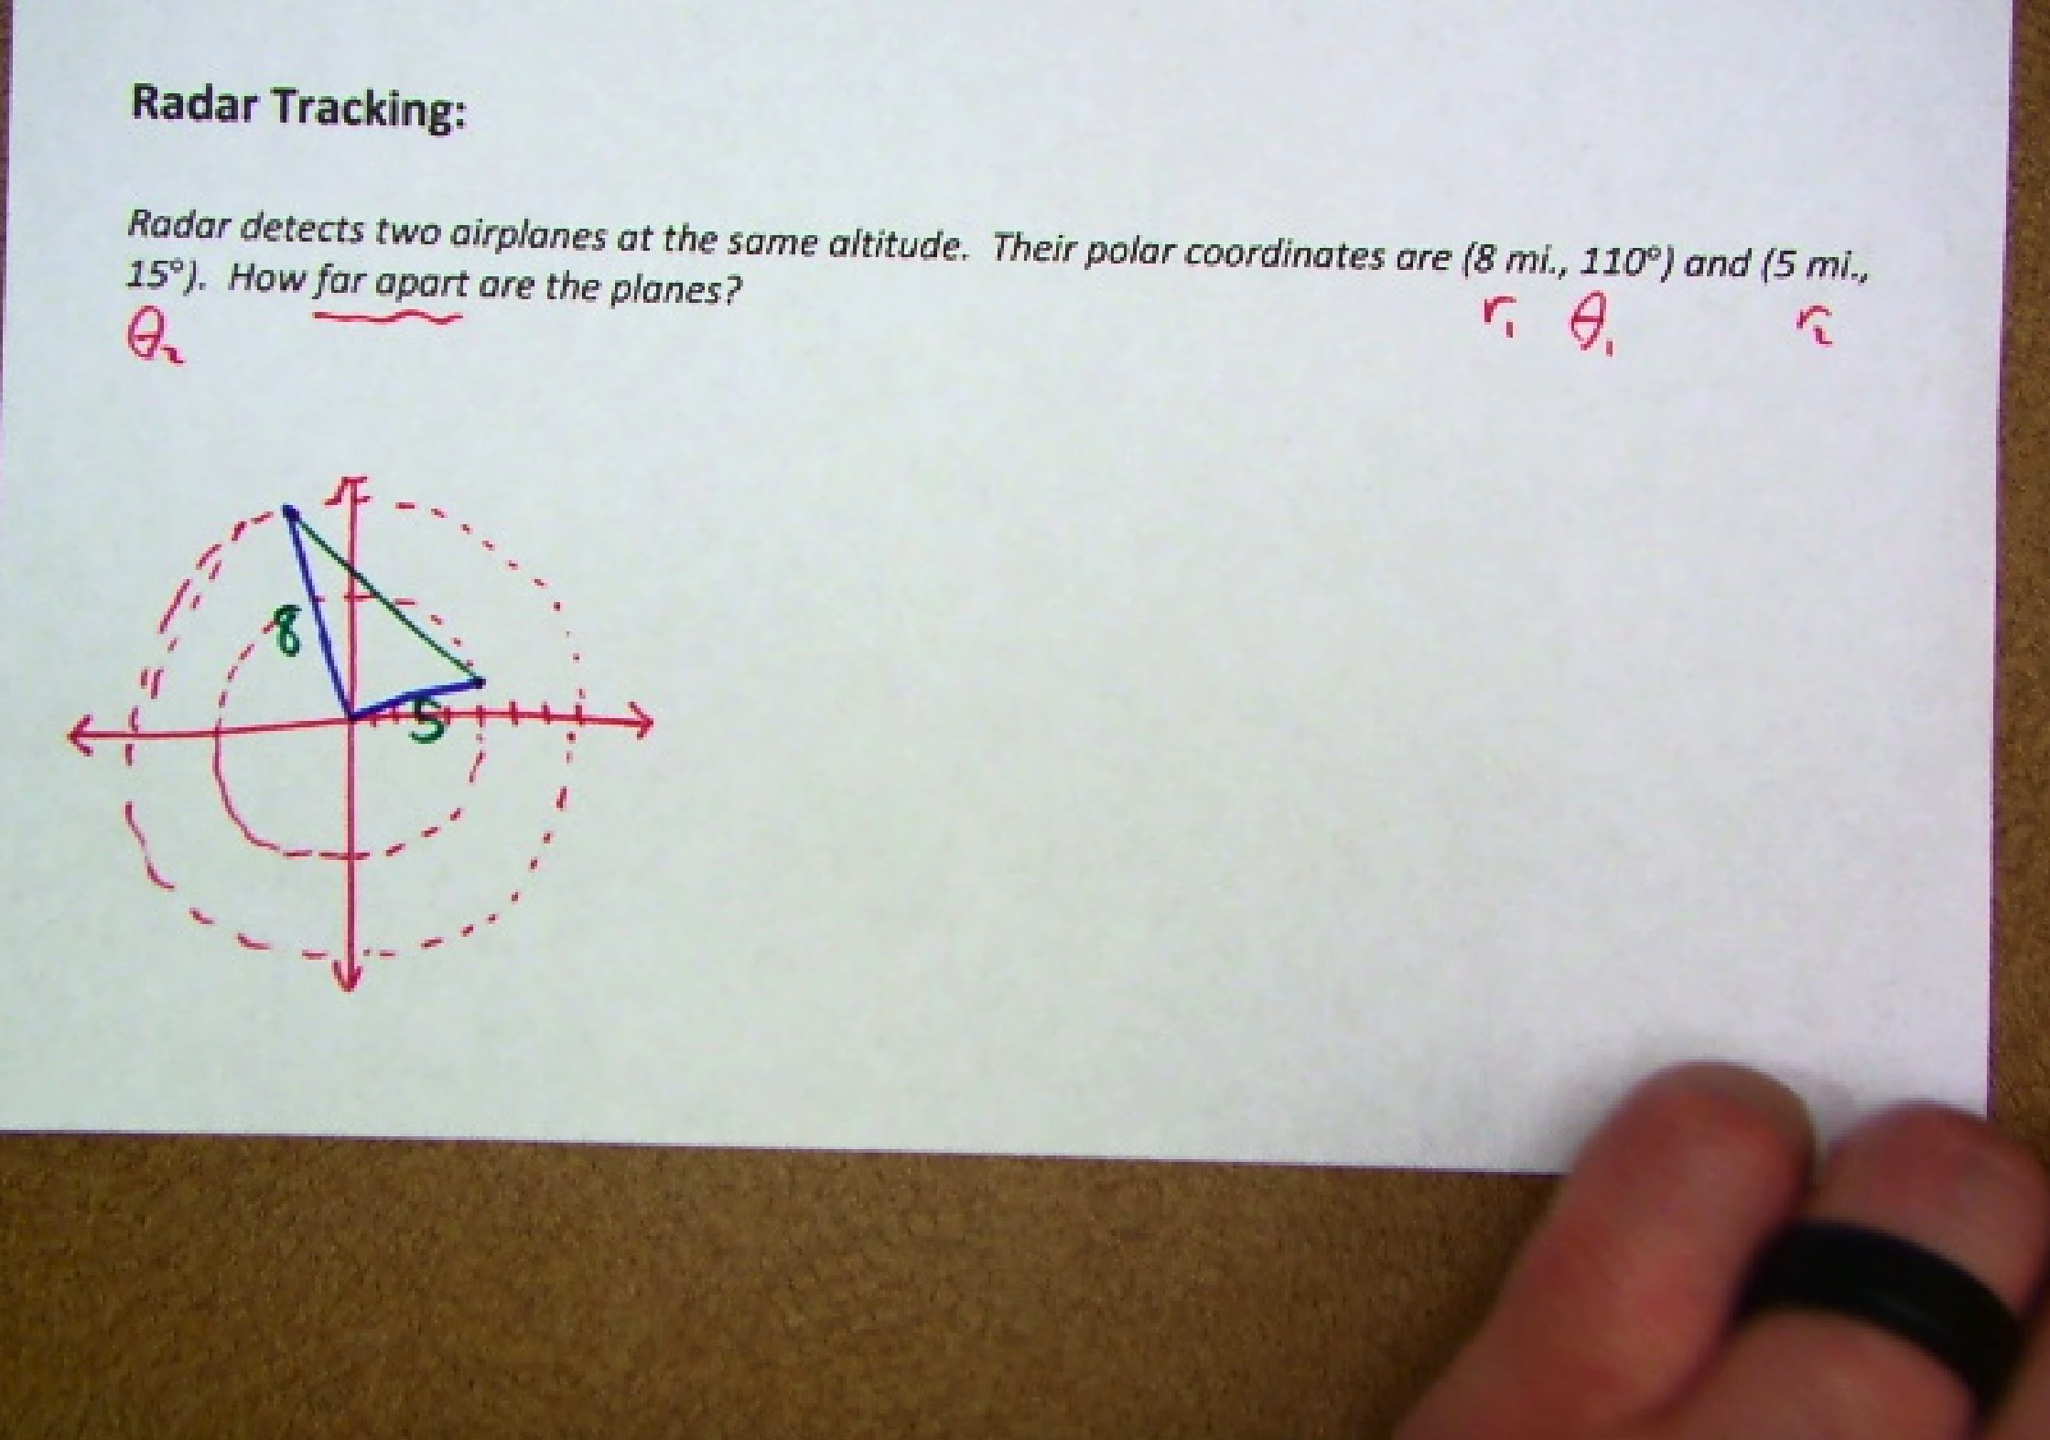 Radar Tracking:
Radar detects two airplanes at the same altitude. Their polar coordinates are (8 mi., 110°) and (5 mi.,
15°). How far apart are the planes?
r₁ θ₁ r₂
θ₂
8
5